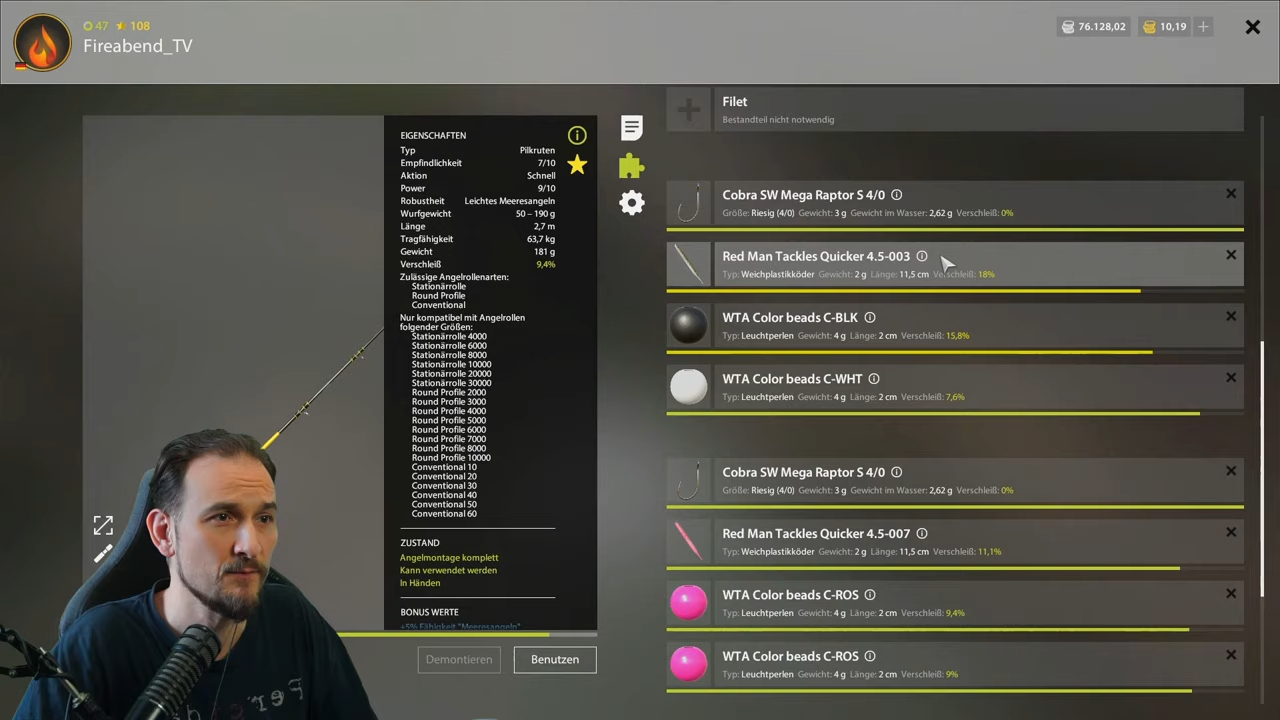 47 108
Fireabend_TV
76.128,02
10,19
EIGENSCHAFTEN
Typ Pilkruten
Empfindlichkeit 7/10
Aktion Schnell
Power 9/10
Robustheit Leichtes Meeresangeln
Wurfgewicht 50 – 190 g
Länge 2,7 m
Tragfähigkeit 63,7 kg
Gewicht 181 g
Verschleiß 9,4%
Zulässige Angelrollenarten:
Stationärrolle
Round Profile
Conventional
Nur kompatibel mit Angelrollen
folgender Größen:
Stationärrolle 4000
Stationärrolle 6000
Stationärrolle 8000
Stationärrolle 10000
Stationärrolle 20000
Stationärrolle 30000
Round Profile 2000
Round Profile 3000
Round Profile 4000
Round Profile 5000
Round Profile 6000
Round Profile 7000
Round Profile 8000
Round Profile 10000
Conventional 10
Conventional 20
Conventional 30
Conventional 40
Conventional 50
Conventional 60
ZUSTAND
Angelmontage komplett
Kann verwendet werden
In Händen
BONUS WERTE
+5% Fähigkeit "Meeresangeln"
Demontieren
Benutzen
Filet
Bestandteil nicht notwendig
Cobra SW Mega Raptor S 4/0
Größe: Riesig (4/0) Gewicht: 3 g Gewicht im Wasser: 2,62 g Verschleiß: 0%
Red Man Tackles Quicker 4.5-003
Typ: Weichplastikköder Gewicht: 2 g Länge: 11,5 cm Verschleiß: 18%
WTA Color beads C-BLK
Typ: Leuchtperlen Gewicht: 4 g Länge: 2 cm Verschleiß: 15,8%
WTA Color beads C-WHT
Typ: Leuchtperlen Gewicht: 4 g Länge: 2 cm Verschleiß: 7,6%
Cobra SW Mega Raptor S 4/0
Größe: Riesig (4/0) Gewicht: 3 g Gewicht im Wasser: 2,62 g Verschleiß: 0%
Red Man Tackles Quicker 4.5-007
Typ: Weichplastikköder Gewicht: 2 g Länge: 11,5 cm Verschleiß: 11,1%
WTA Color beads C-ROS
Typ: Leuchtperlen Gewicht: 4 g Länge: 2 cm Verschleiß: 9,4%
WTA Color beads C-ROS
Typ: Leuchtperlen Gewicht: 4 g Länge: 2 cm Verschleiß: 9%